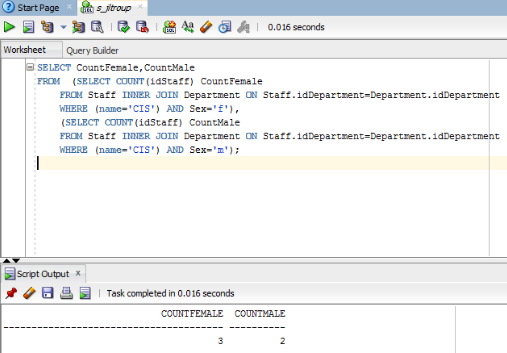 Start Page s_jltroup
0.016 seconds
Worksheet Query Builder
SELECT CountFemale,CountMale
FROM (SELECT COUNT(idStaff) CountFemale
FROM Staff INNER JOIN Department ON Staff.idDepartment=Department.idDepartment
WHERE (name='CIS') AND Sex='f'),
(SELECT COUNT(idStaff) CountMale
FROM Staff INNER JOIN Department ON Staff.idDepartment=Department.idDepartment
WHERE (name='CIS') AND Sex='m');
Script Output x
Task completed in 0.016 seconds
COUNTFEMALE COUNTMALE
---------------------------------------- ----------
3 2